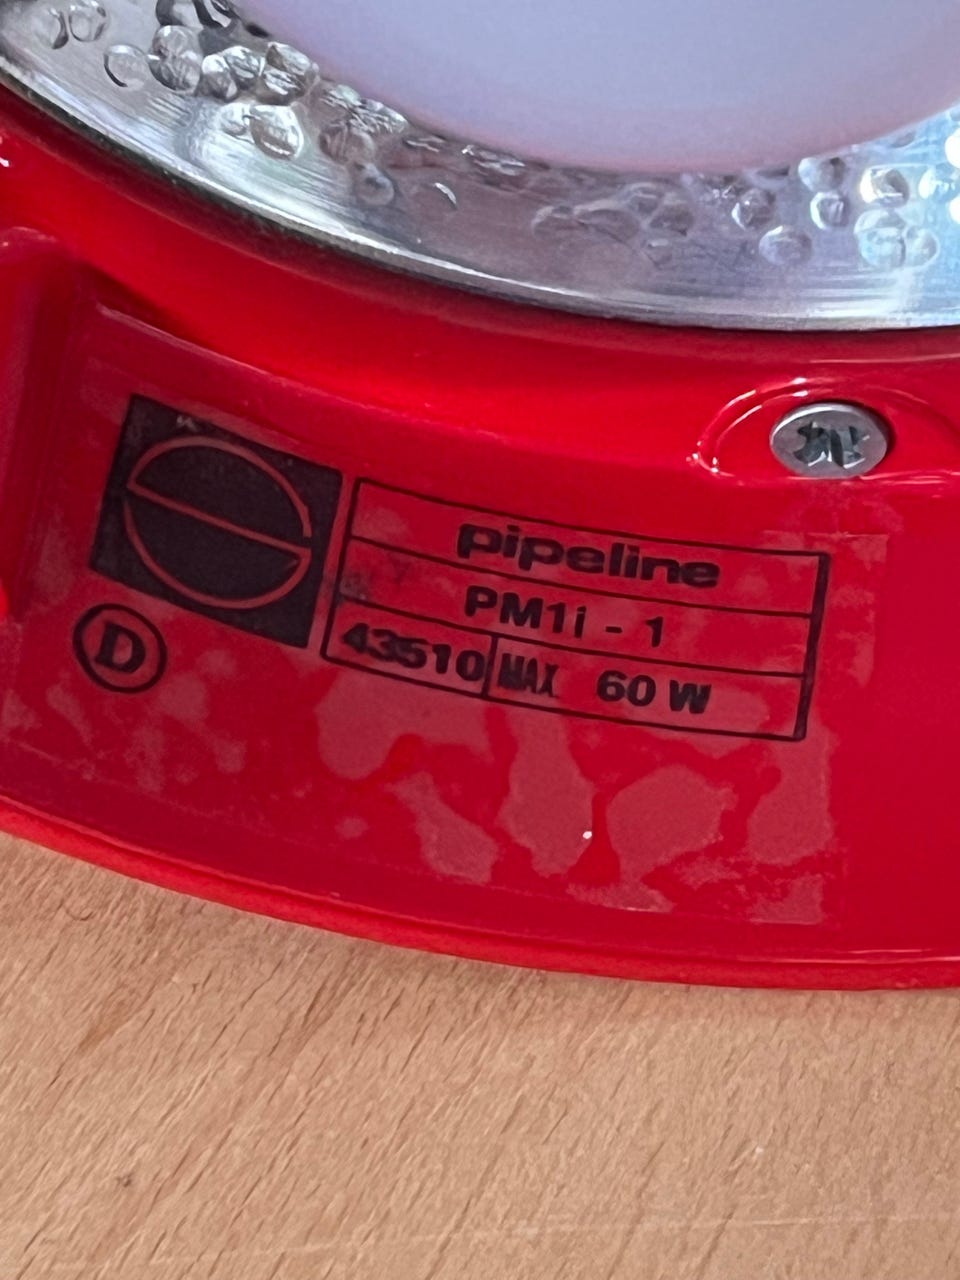 pipeline
PM1i - 1
43510 MAX 60 W
D